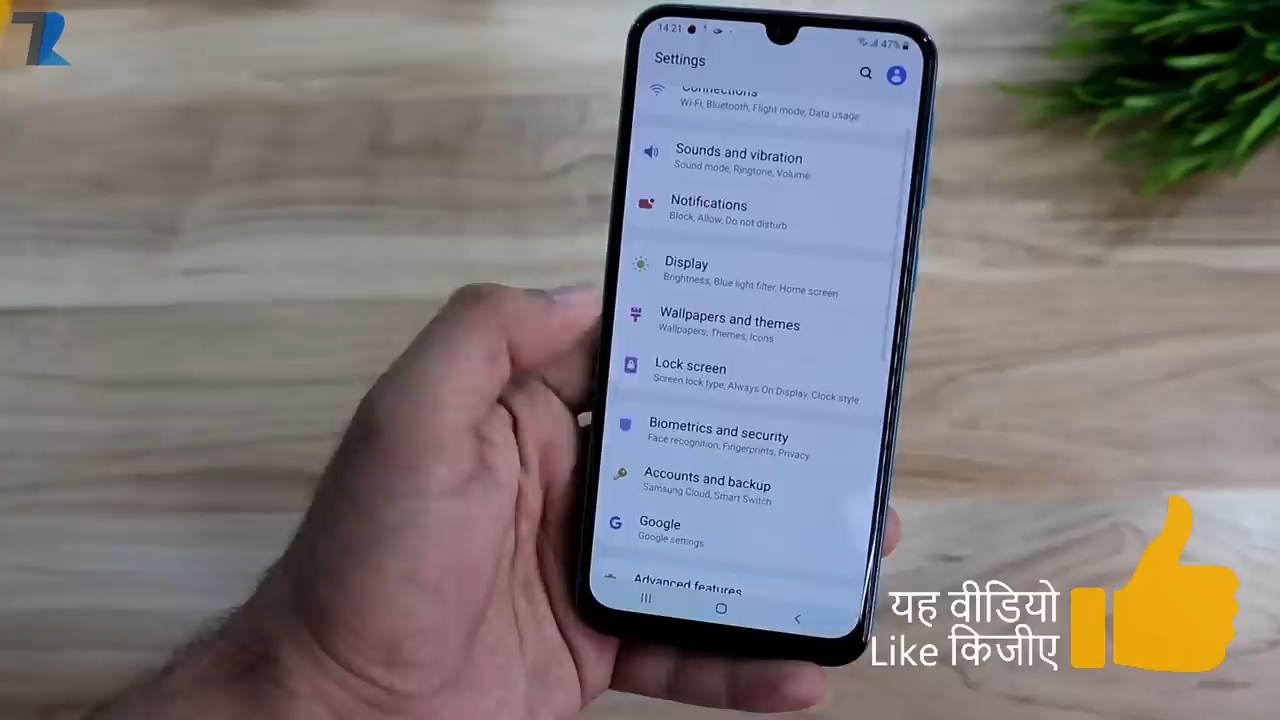 TR
14:21
47%
Settings
Connections
Wi-Fi, Bluetooth, Flight mode, Data usage
Sounds and vibration
Sound mode, Ringtone, Volume
Notifications
Block, Allow, Do not disturb
Display
Brightness, Blue light filter, Home screen
Wallpapers and themes
Wallpapers, Themes, Icons
Lock screen
Screen lock type, Always On Display, Clock style
Biometrics and security
Face recognition, Fingerprints, Privacy
Accounts and backup
Samsung Cloud, Smart Switch
G
Google
Google settings
Advanced features
यह वीडियो
Like किजीए